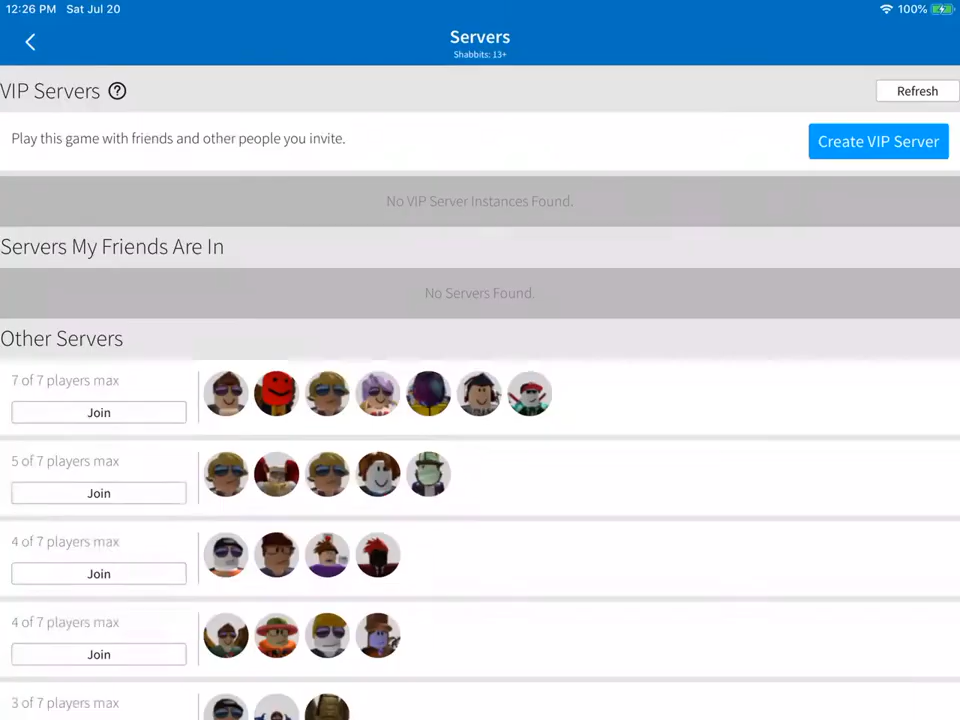 12:26 PM Sat Jul 20
100%
Servers
Shabbits: 13+
VIP Servers ?
Refresh
Play this game with friends and other people you invite.
Create VIP Server
No VIP Server Instances Found.
Servers My Friends Are In
No Servers Found.
Other Servers
7 of 7 players max
Join
5 of 7 players max
Join
4 of 7 players max
Join
4 of 7 players max
Join
3 of 7 players max